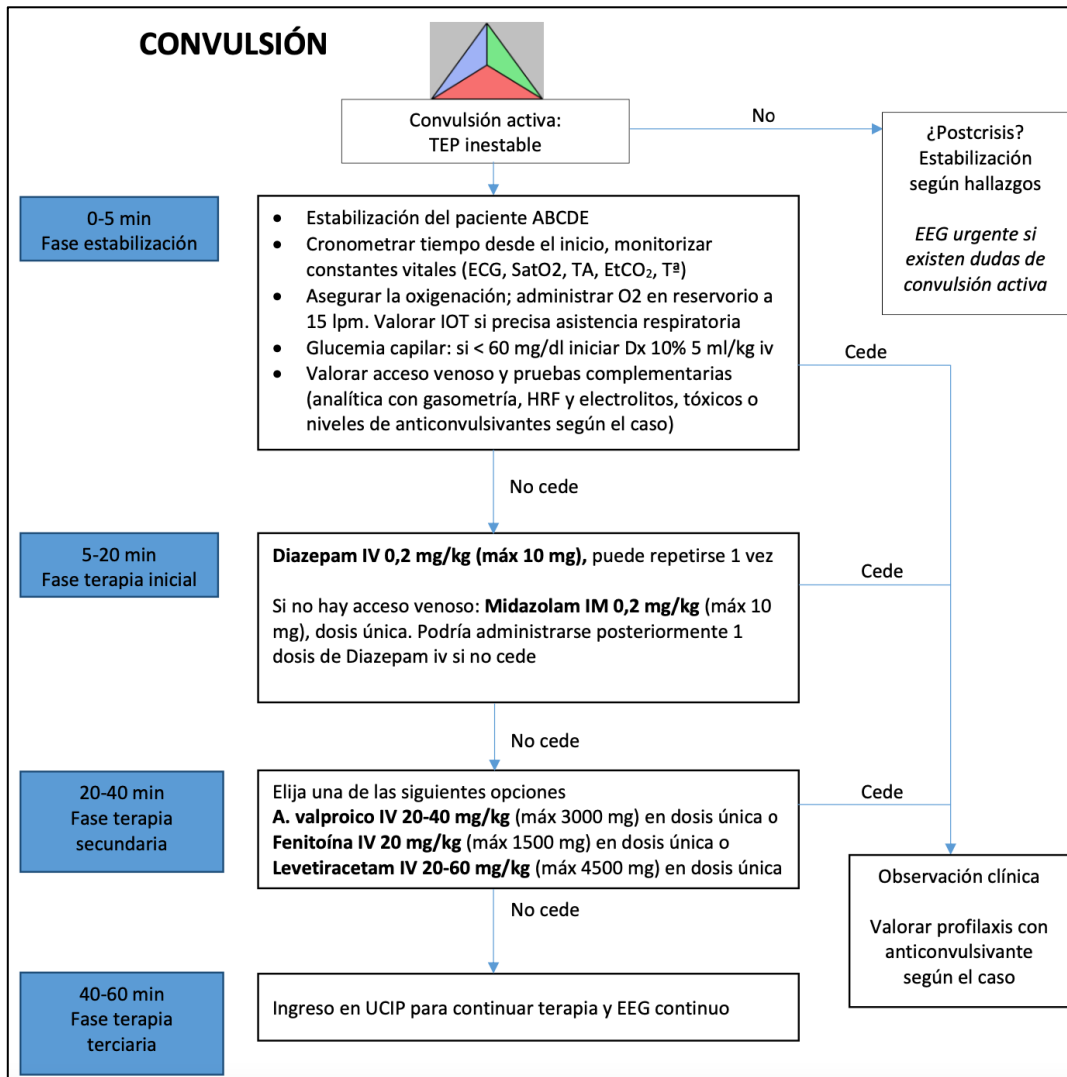 CONVULSIÓN
Convulsión activa:
TEP inestable
No
¿Postcrisis?
Estabilización
según hallazgos
EEG urgente si
existen dudas de
convulsión activa
0-5 min
Fase estabilización
• Estabilización del paciente ABCDE
• Cronometrar tiempo desde el inicio, monitorizar
constantes vitales (ECG, SatO2, TA, EtCO₂, Tª)
• Asegurar la oxigenación; administrar O2 en reservorio a
15 lpm. Valorar IOT si precisa asistencia respiratoria
• Glucemia capilar: si < 60 mg/dl iniciar Dx 10% 5 ml/kg iv
• Valorar acceso venoso y pruebas complementarias
(analítica con gasometría, HRF y electrolitos, tóxicos o
niveles de anticonvulsivantes según el caso)
Cede
No cede
5-20 min
Fase terapia inicial
Diazepam IV 0,2 mg/kg (máx 10 mg), puede repetirse 1 vez
Si no hay acceso venoso: Midazolam IM 0,2 mg/kg (máx 10
mg), dosis única. Podría administrarse posteriormente 1
dosis de Diazepam iv si no cede
Cede
No cede
20-40 min
Fase terapia
secundaria
Elija una de las siguientes opciones
A. valproico IV 20-40 mg/kg (máx 3000 mg) en dosis única o
Fenitoína IV 20 mg/kg (máx 1500 mg) en dosis única o
Levetiracetam IV 20-60 mg/kg (máx 4500 mg) en dosis única
Cede
No cede
Observación clínica
Valorar profilaxis con
anticonvulsivante
según el caso
40-60 min
Fase terapia
terciaria
Ingreso en UCIP para continuar terapia y EEG continuo